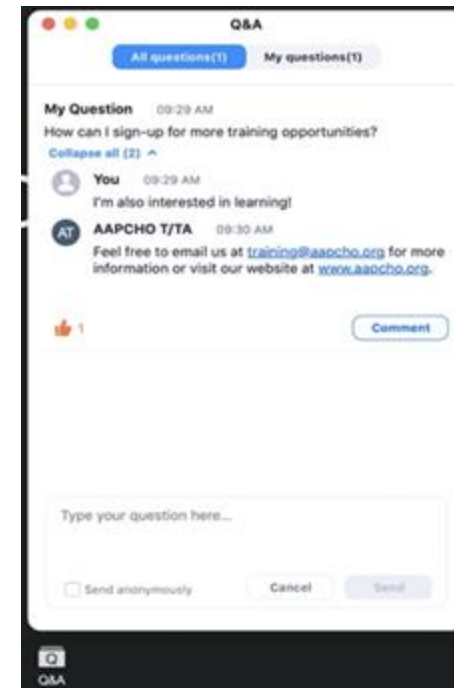 Q&A
All questions(1) My questions(1)
My Question 09:29 AM
How can I sign-up for more training opportunities?
Collapse all (2)
You 09:29 AM
I'm also interested in learning!
AT
AAPCHO T/TA 09:30 AM
Feel free to email us at training@aapcho.org for more
information or visit our website at www.aapcho.org.
1
Comment
Type your question here...
Send anonymously Cancel Send
Q&A